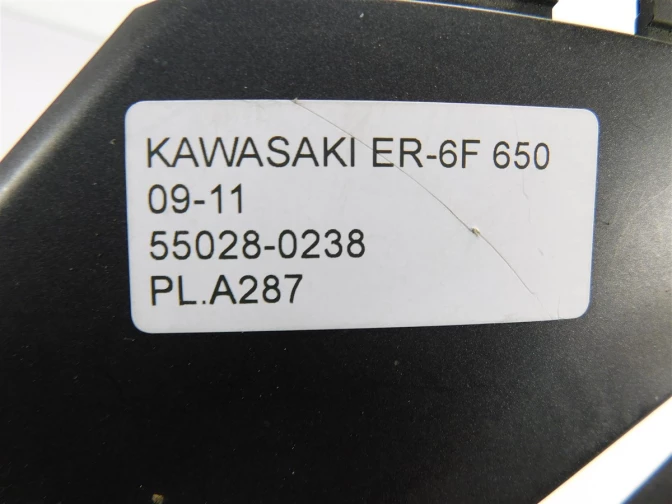 KAWASAKI ER-6F 650
09-11
55028-0238
PL.A287